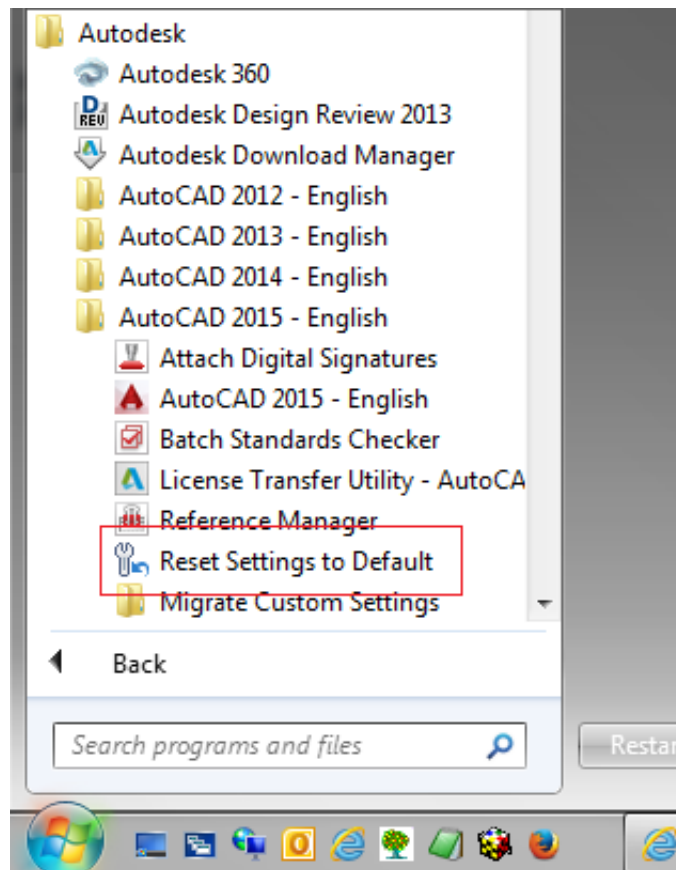 Autodesk
Autodesk 360
Autodesk Design Review 2013
Autodesk Download Manager
AutoCAD 2012 - English
AutoCAD 2013 - English
AutoCAD 2014 - English
AutoCAD 2015 - English
Attach Digital Signatures
AutoCAD 2015 - English
Batch Standards Checker
License Transfer Utility - AutoCA
Reference Manager
Reset Settings to Default
Migrate Custom Settings
Back
Search programs and files
Restar